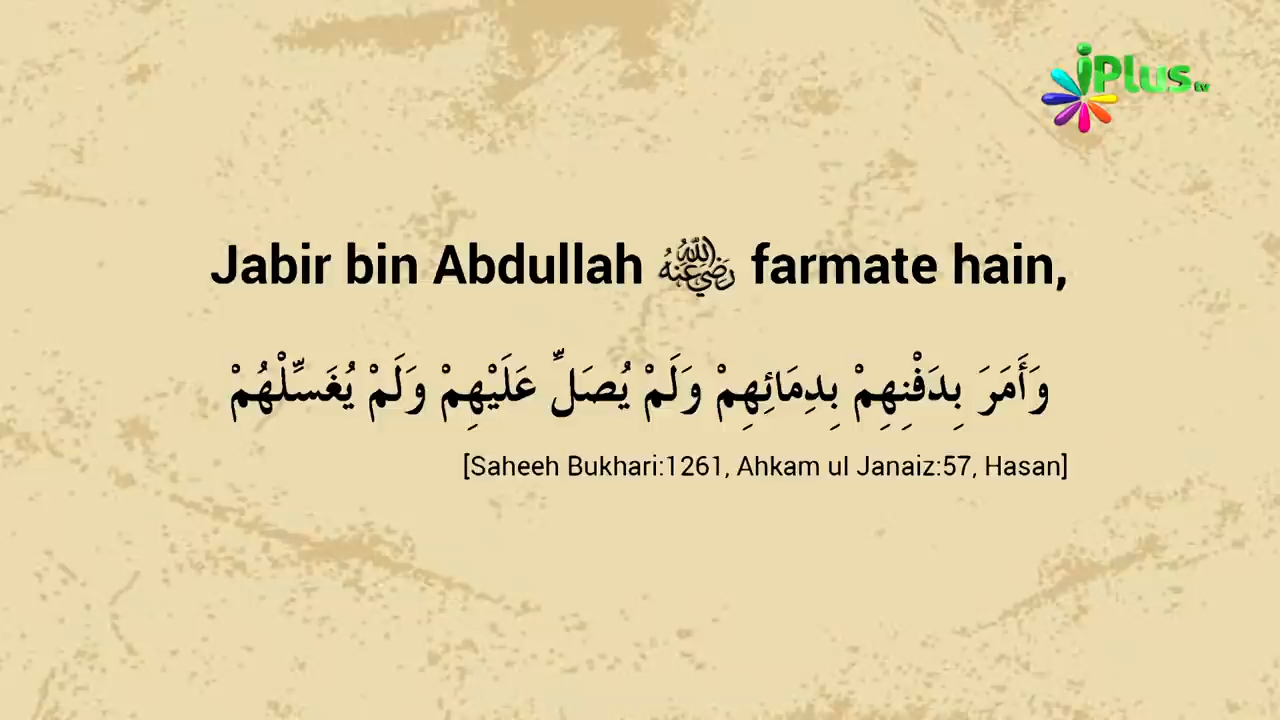 iPlus tv
Jabir bin Abdullah رضي الله عنه farmate hain,
وَأَمَرَ بِدَفْنِهِمْ بِدِمَائِهِمْ وَلَمْ يُصَلِّ عَلَيْهِمْ وَلَمْ يُغَسِّلْهُمْ
[Saheeh Bukhari:1261, Ahkam ul Janaiz:57, Hasan]